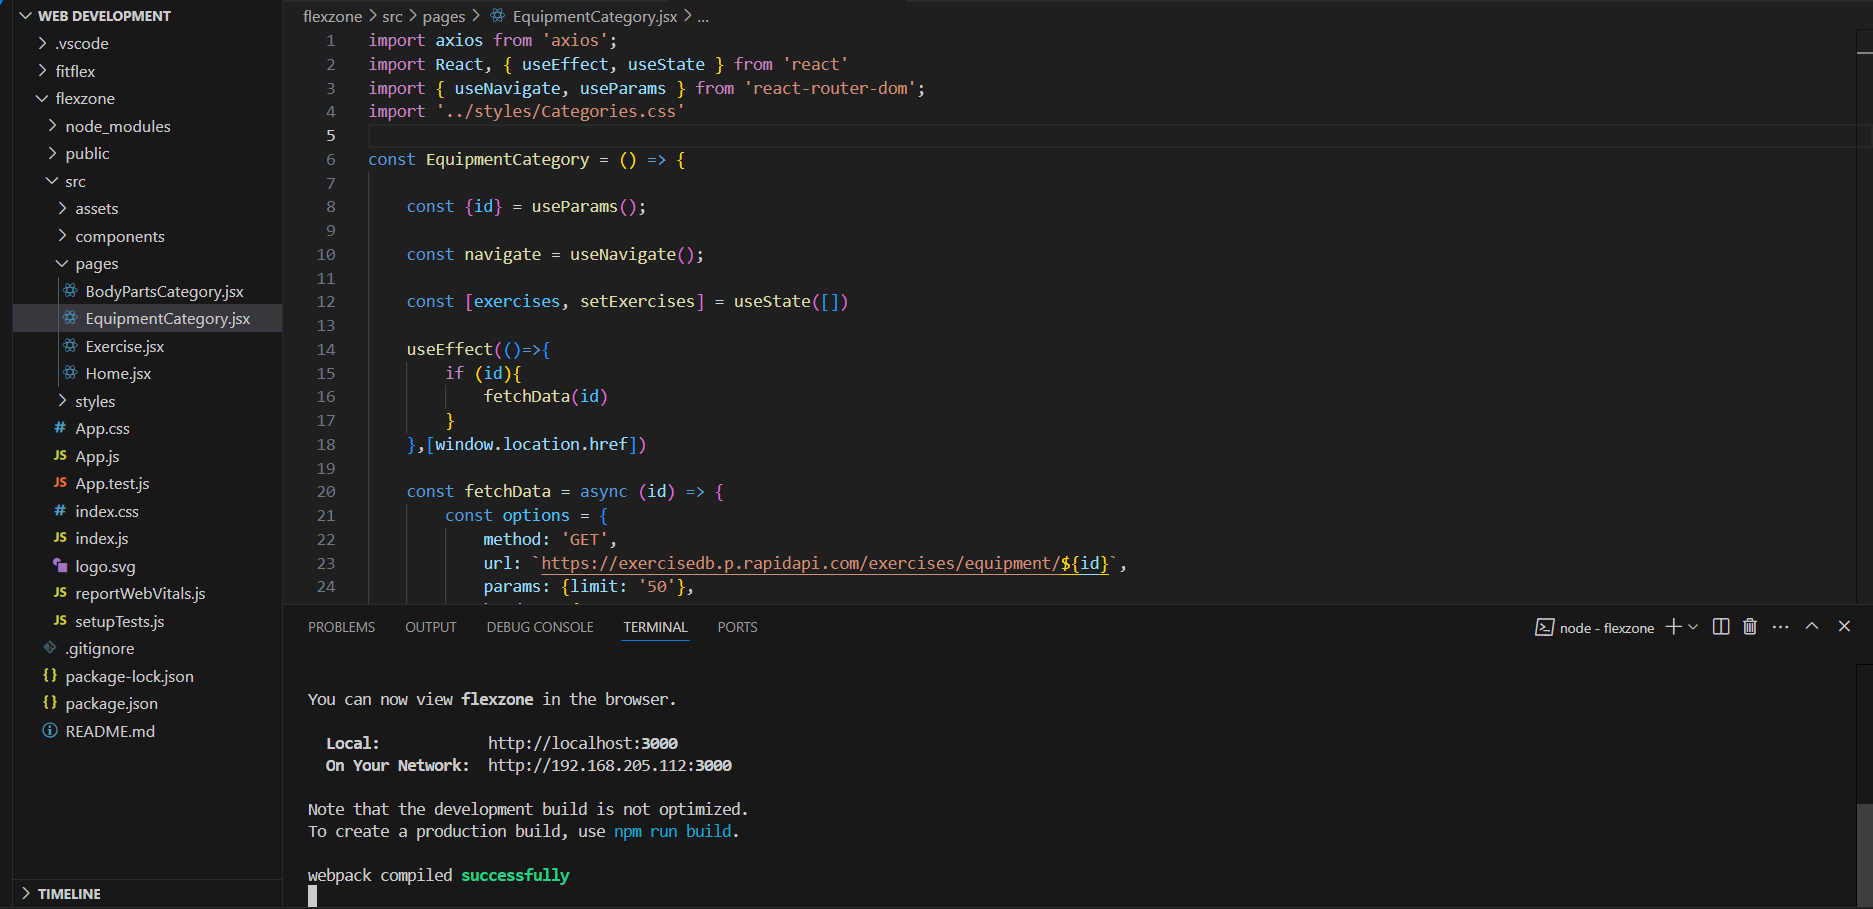 WEB DEVELOPMENT
.vscode
fitflex
flexzone
node_modules
public
src
assets
components
pages
BodyPartsCategory.jsx
EquipmentCategory.jsx
Exercise.jsx
Home.jsx
styles
# App.css
JS App.js
JS App.test.js
# index.css
JS index.js
logo.svg
JS reportWebVitals.js
JS setupTests.js
.gitignore
{} package-lock.json
{} package.json
README.md
TIMELINE
flexzone > src > pages > EquipmentCategory.jsx > ...
1 import axios from 'axios';
2 import React, { useEffect, useState } from 'react'
3 import { useNavigate, useParams } from 'react-router-dom';
4 import '../styles/Categories.css'
5
6 const EquipmentCategory = () => {
7
8 const {id} = useParams();
9
10 const navigate = useNavigate();
11
12 const [exercises, setExercises] = useState([])
13
14 useEffect(()=>{
15 if (id){
16 fetchData(id)
17 }
18 },[window.location.href])
19
20 const fetchData = async (id) => {
21 const options = {
22 method: 'GET',
23 url: `https://exercisedb.p.rapidapi.com/exercises/equipment/${id}`,
24 params: {limit: '50'},
PROBLEMS OUTPUT DEBUG CONSOLE TERMINAL PORTS
node - flexzone
You can now view flexzone in the browser.
Local: http://localhost:3000
On Your Network: http://192.168.205.112:3000
Note that the development build is not optimized.
To create a production build, use npm run build.
webpack compiled successfully